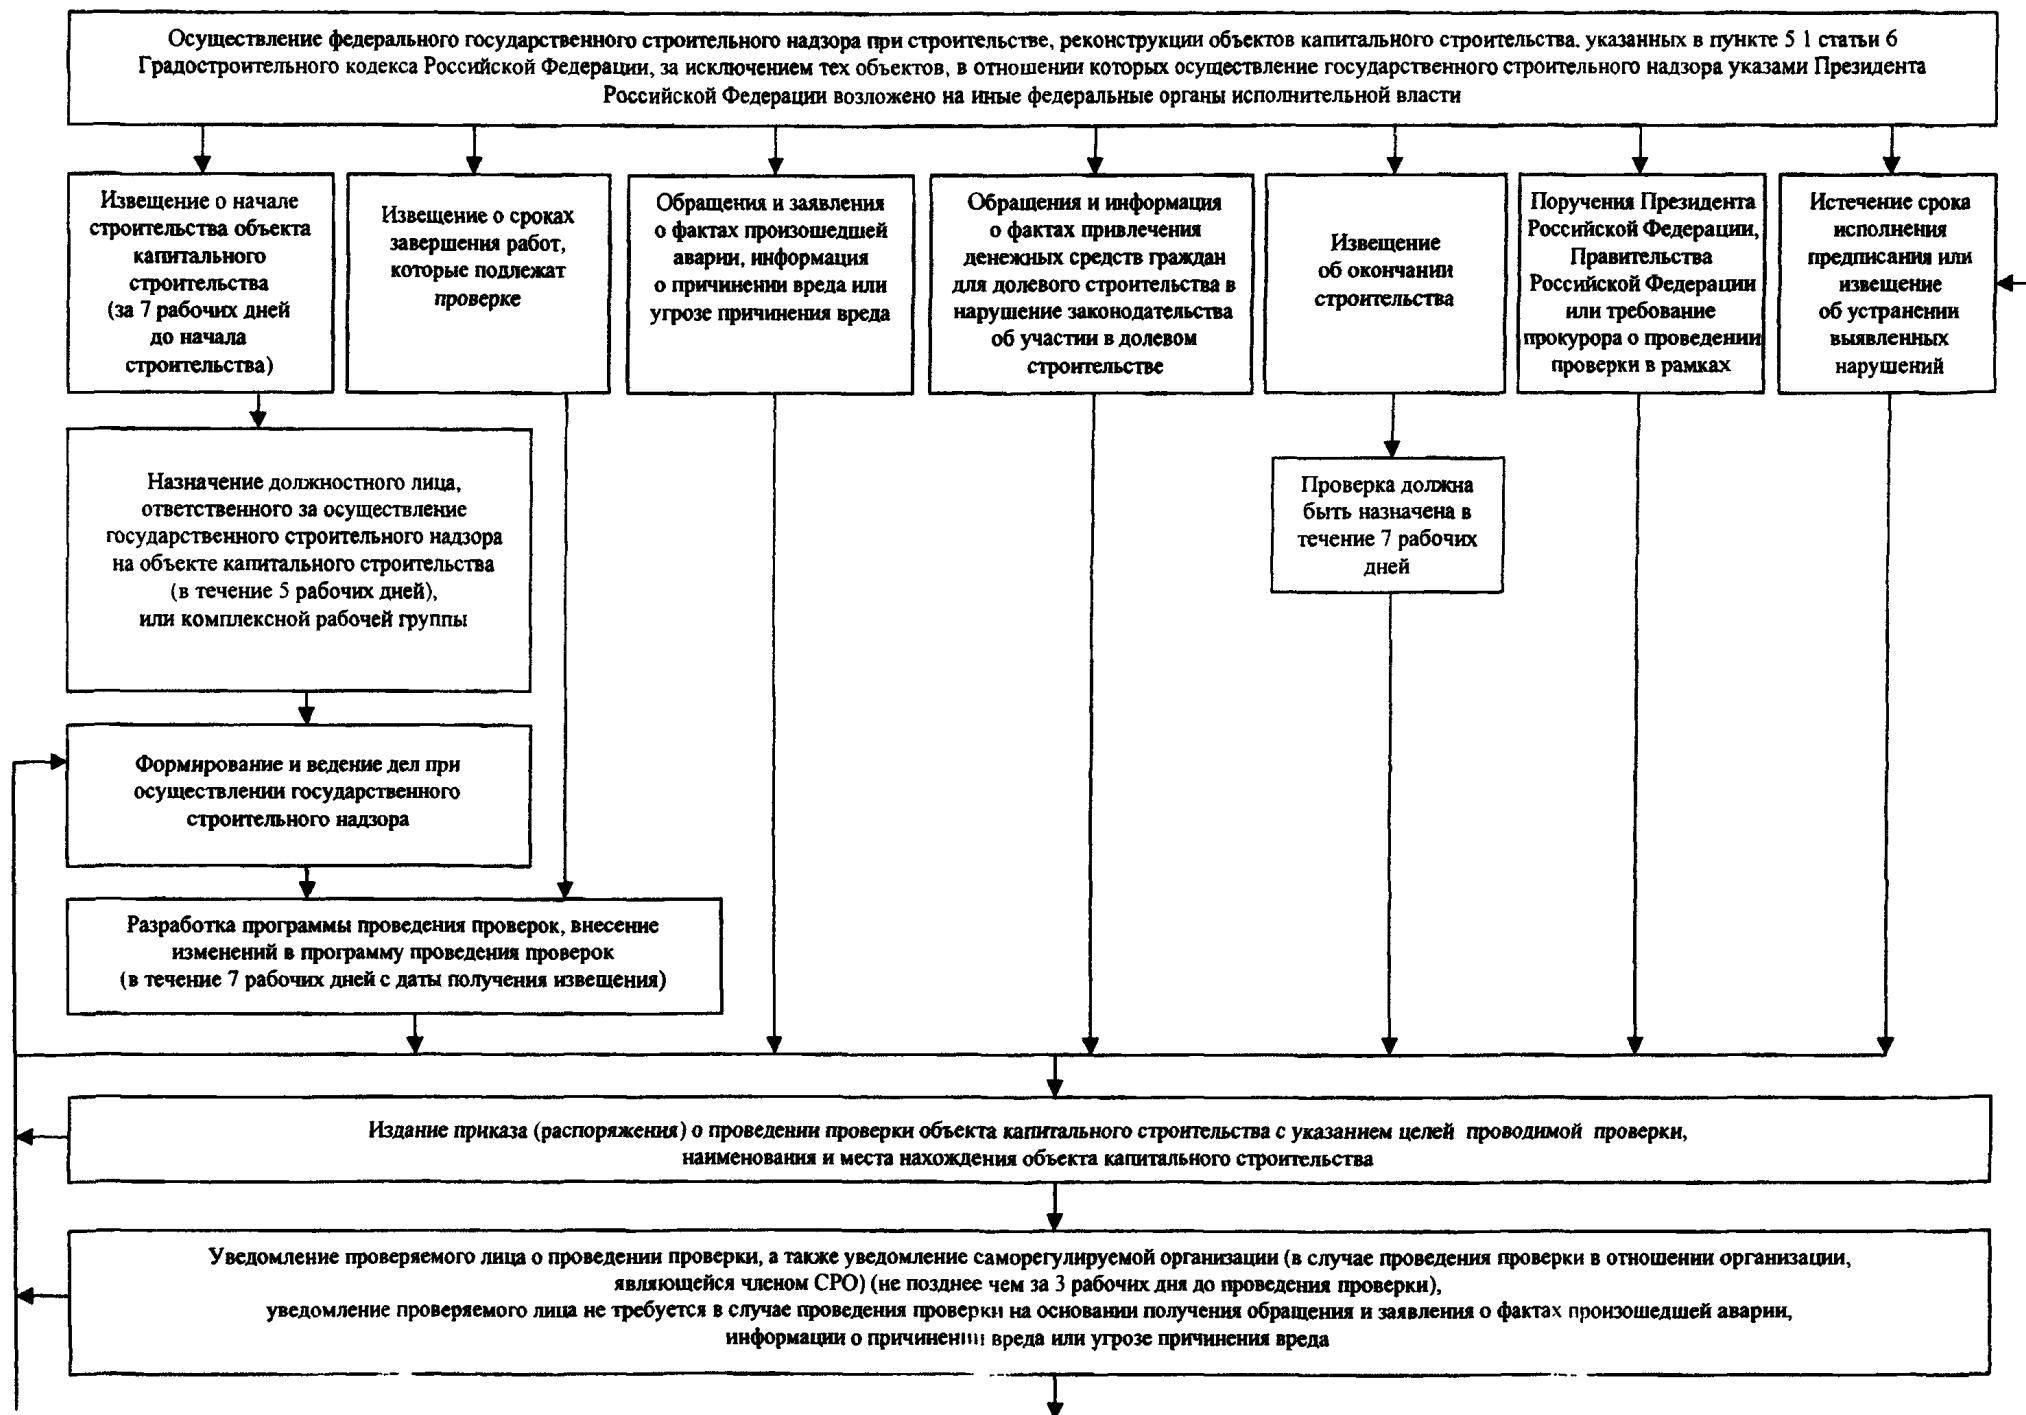 Осуществление федерального государственного строительного надзора при строительстве, реконструкции объектов капитального строительства. указанных в пункте 5 1 статьи 6
Градостроительного кодекса Российской Федерации, за исключением тех объектов, в отношении которых осуществление государственного строительного надзора указами Президента
Российской Федерации возложено на иные федеральные органы исполнительной власти
Извещение о начале
строительства объекта
капитального
строительства
(за 7 рабочих дней
до начала
строительства)
Извещение о сроках
завершения работ,
которые подлежат
проверке
Обращения и заявления
о фактах произошедшей
аварии, информация
о причинении вреда или
угрозе причинения вреда
Обращения и информация
о фактах привлечения
денежных средств граждан
для долевого строительства в
нарушение законодательства
об участии в долевом
строительстве
Извещение
об окончании
строительства
Поручения Президента
Российской Федерации,
Правительства
Российской Федерации
или требование
прокурора о проведении
проверки в рамках
Истечение срока
исполнения
предписания или
извещение
об устранении
выявленных
нарушений
Назначение должностного лица,
ответственного за осуществление
государственного строительного надзора
на объекте капитального строительства
(в течение 5 рабочих дней),
или комплексной рабочей группы
Проверка должна
быть назначена в
течение 7 рабочих
дней
Формирование и ведение дел при
осуществлении государственного
строительного надзора
Разработка программы проведения проверок, внесение
изменений в программу проведения проверок
(в течение 7 рабочих дней с даты получения извещения)
Издание приказа (распоряжения) о проведении проверки объекта капитального строительства с указанием целей проводимой проверки,
наименования и места нахождения объекта капитального строительства
Уведомление проверяемого лица о проведении проверки, а также уведомление саморегулируемой организации (в случае проведения проверки в отношении организации,
являющейся членом СРО) (не позднее чем за 3 рабочих дня до проведения проверки),
уведомление проверяемого лица не требуется в случае проведения проверки на основании получения обращения и заявления о фактах произошедшей аварии,
информации о причинении вреда или угрозе причинения вреда